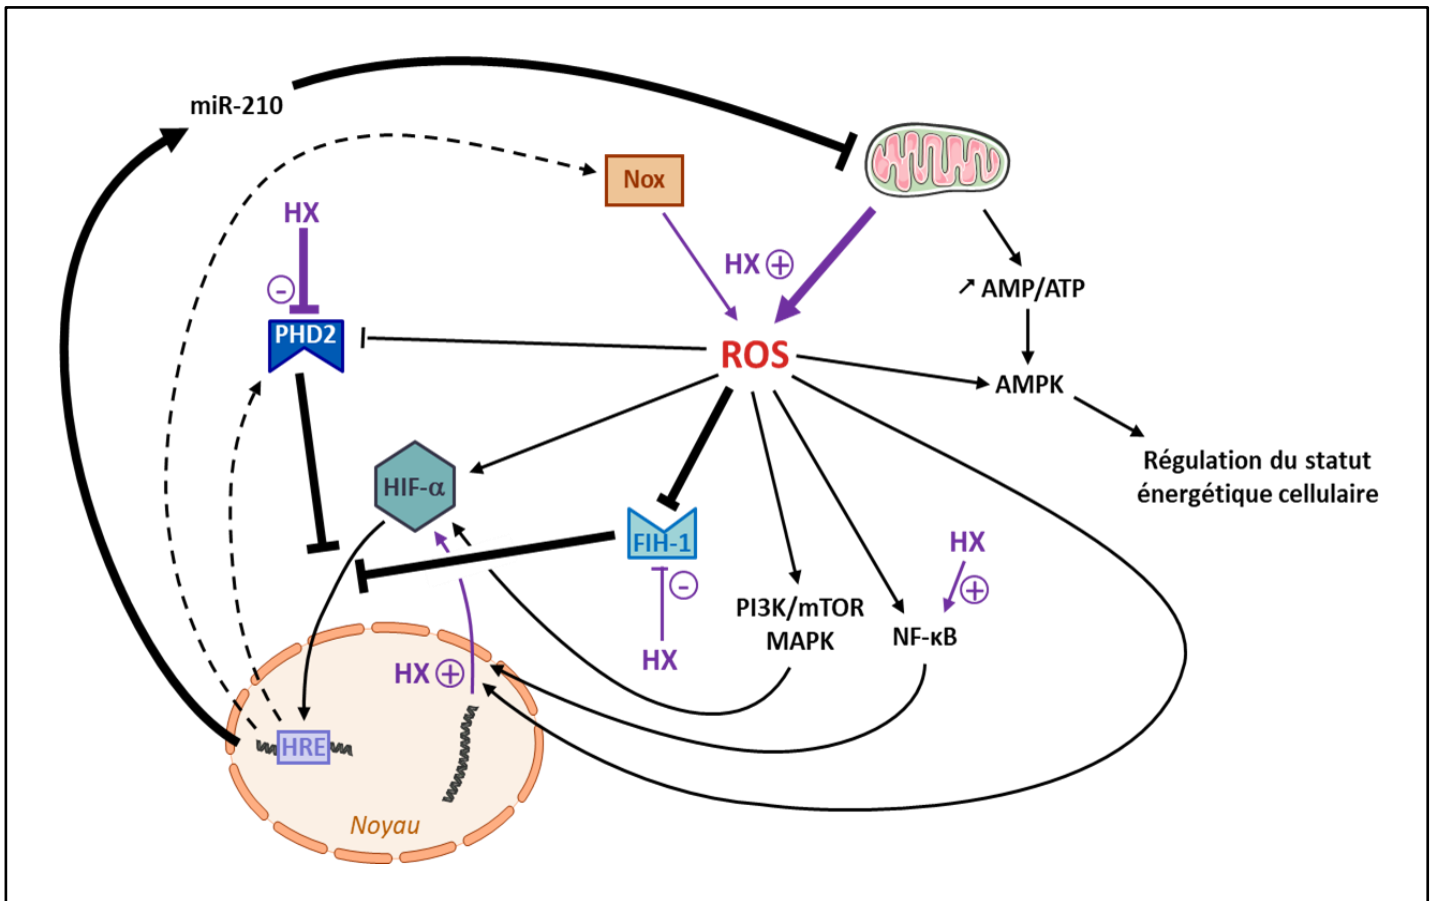 miR-210
Nox
HX
HX +
-
AMP/ATP
PHD2
ROS
AMPK
Régulation du statut
énergétique cellulaire
HIF-α
FIH-1
HX
+
-
PI3K/mTOR
MAPK
NF-κB
HX
HX +
HRE
Noyau